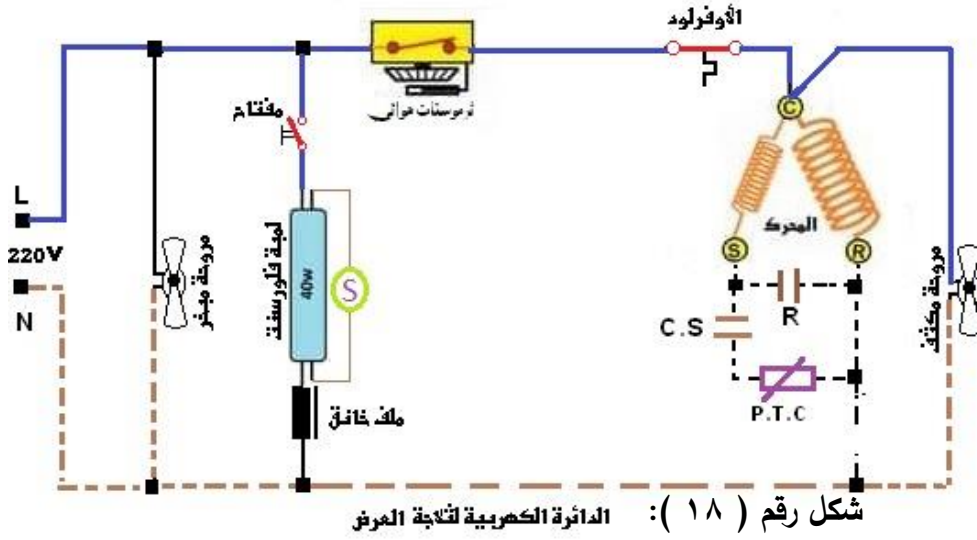 الأوفرلود
ثرموستات هوائى
مفتاح
L
220V
N
مروحة مبخر
لمبة فلورسنت
40w
S
ملف خانق
C
المحرك
S
R
R
C.S
P.T.C
مروحة مكثف
شكل رقم ( ١٨ ): الدائرة الكهربية لثلاجة العرض